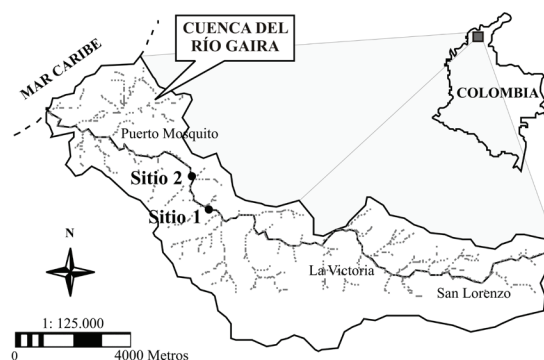 MAR CARIBE
CUENCA DEL
RÍO GAIRA
COLOMBIA
Puerto Mosquito
Sitio 2
Sitio 1
La Victoria
San Lorenzo
N
1: 125.000
0 4000 Metros